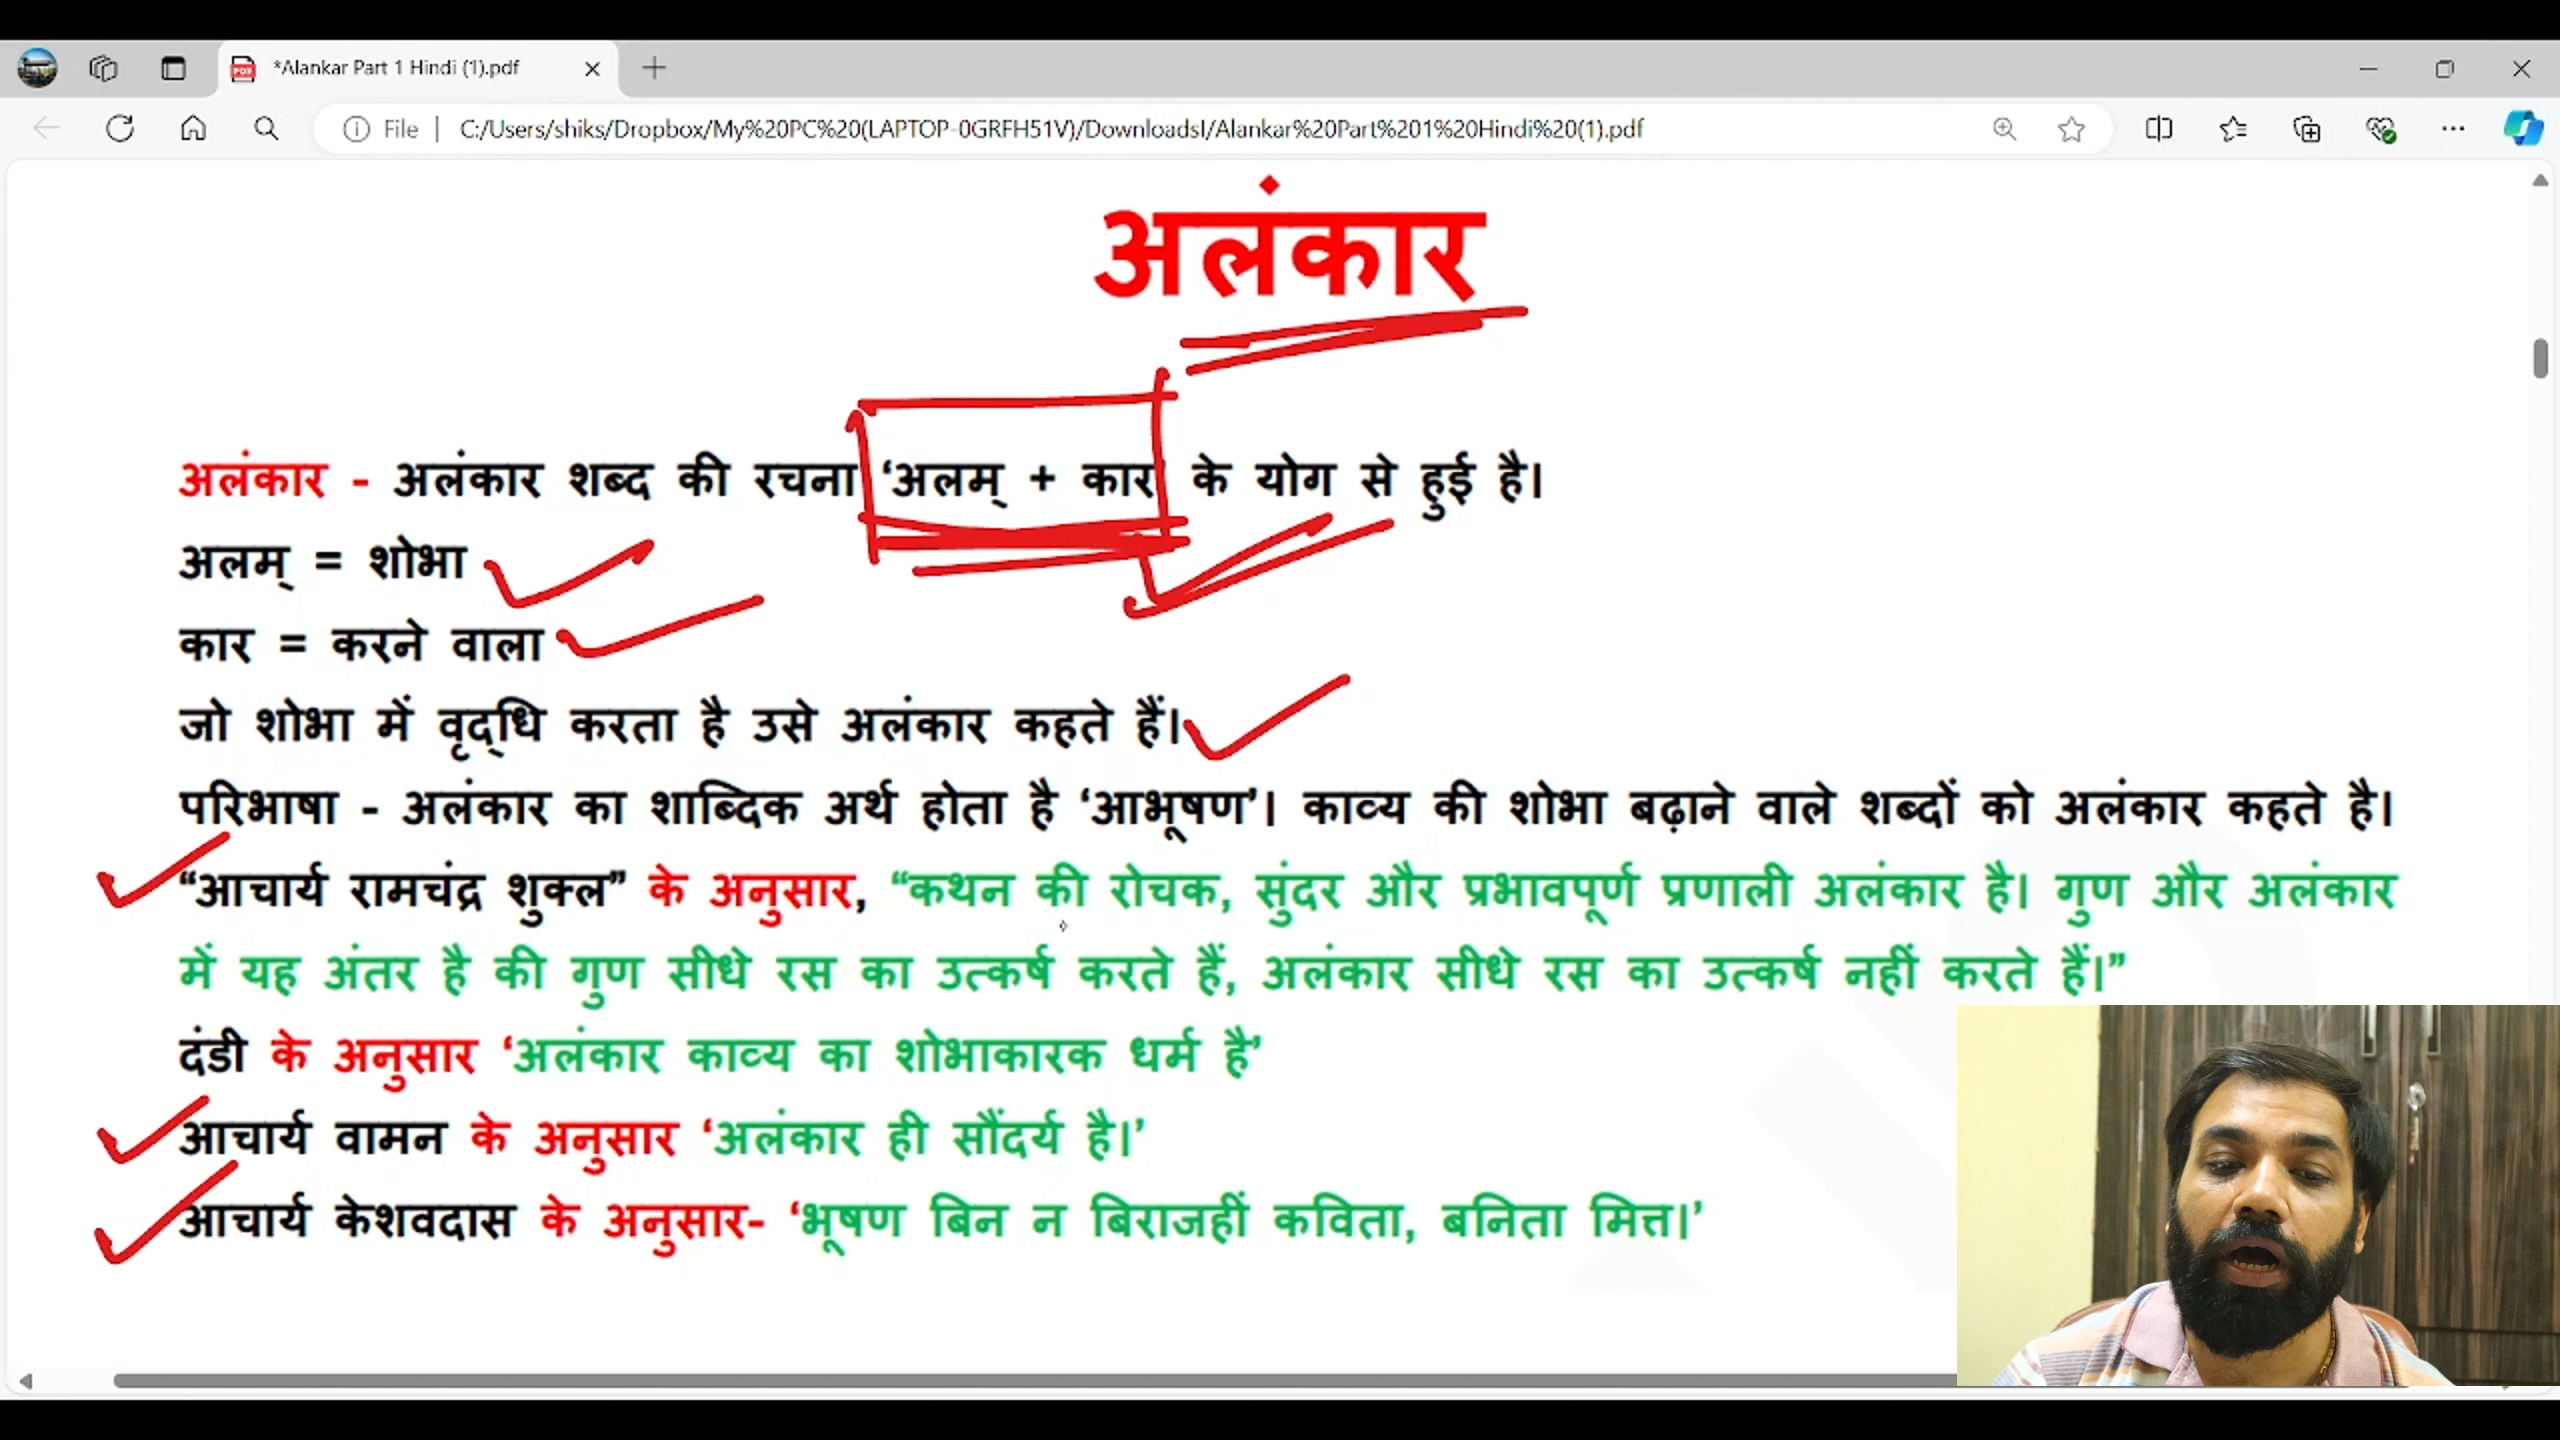 *Alankar Part 1 Hindi (1).pdf
File | C:/Users/shiks/Dropbox/My%20PC%20(LAPTOP-0GRFH51V)/DownloadsI/Alankar%20Part%201%20Hindi%20(1).pdf
अलंकार
अलंकार - अलंकार शब्द की रचना ‘अलम् + कार के योग से हुई है।
अलम् = शोभा
कार = करने वाला
जो शोभा में वृद्धि करता है उसे अलंकार कहते हैं।
परिभाषा - अलंकार का शाब्दिक अर्थ होता है ‘आभूषण’। काव्य की शोभा बढ़ाने वाले शब्दों को अलंकार कहते है।
“आचार्य रामचंद्र शुक्ल” के अनुसार, “कथन की रोचक, सुंदर और प्रभावपूर्ण प्रणाली अलंकार है। गुण और अलंकार
में यह अंतर है की गुण सीधे रस का उत्कर्ष करते हैं, अलंकार सीधे रस का उत्कर्ष नहीं करते हैं।”
दंडी के अनुसार ‘अलंकार काव्य का शोभाकारक धर्म है’
आचार्य वामन के अनुसार ‘अलंकार ही सौंदर्य है।’
आचार्य केशवदास के अनुसार- ‘भूषण बिन न बिराजहीं कविता, बनिता मित्त।’